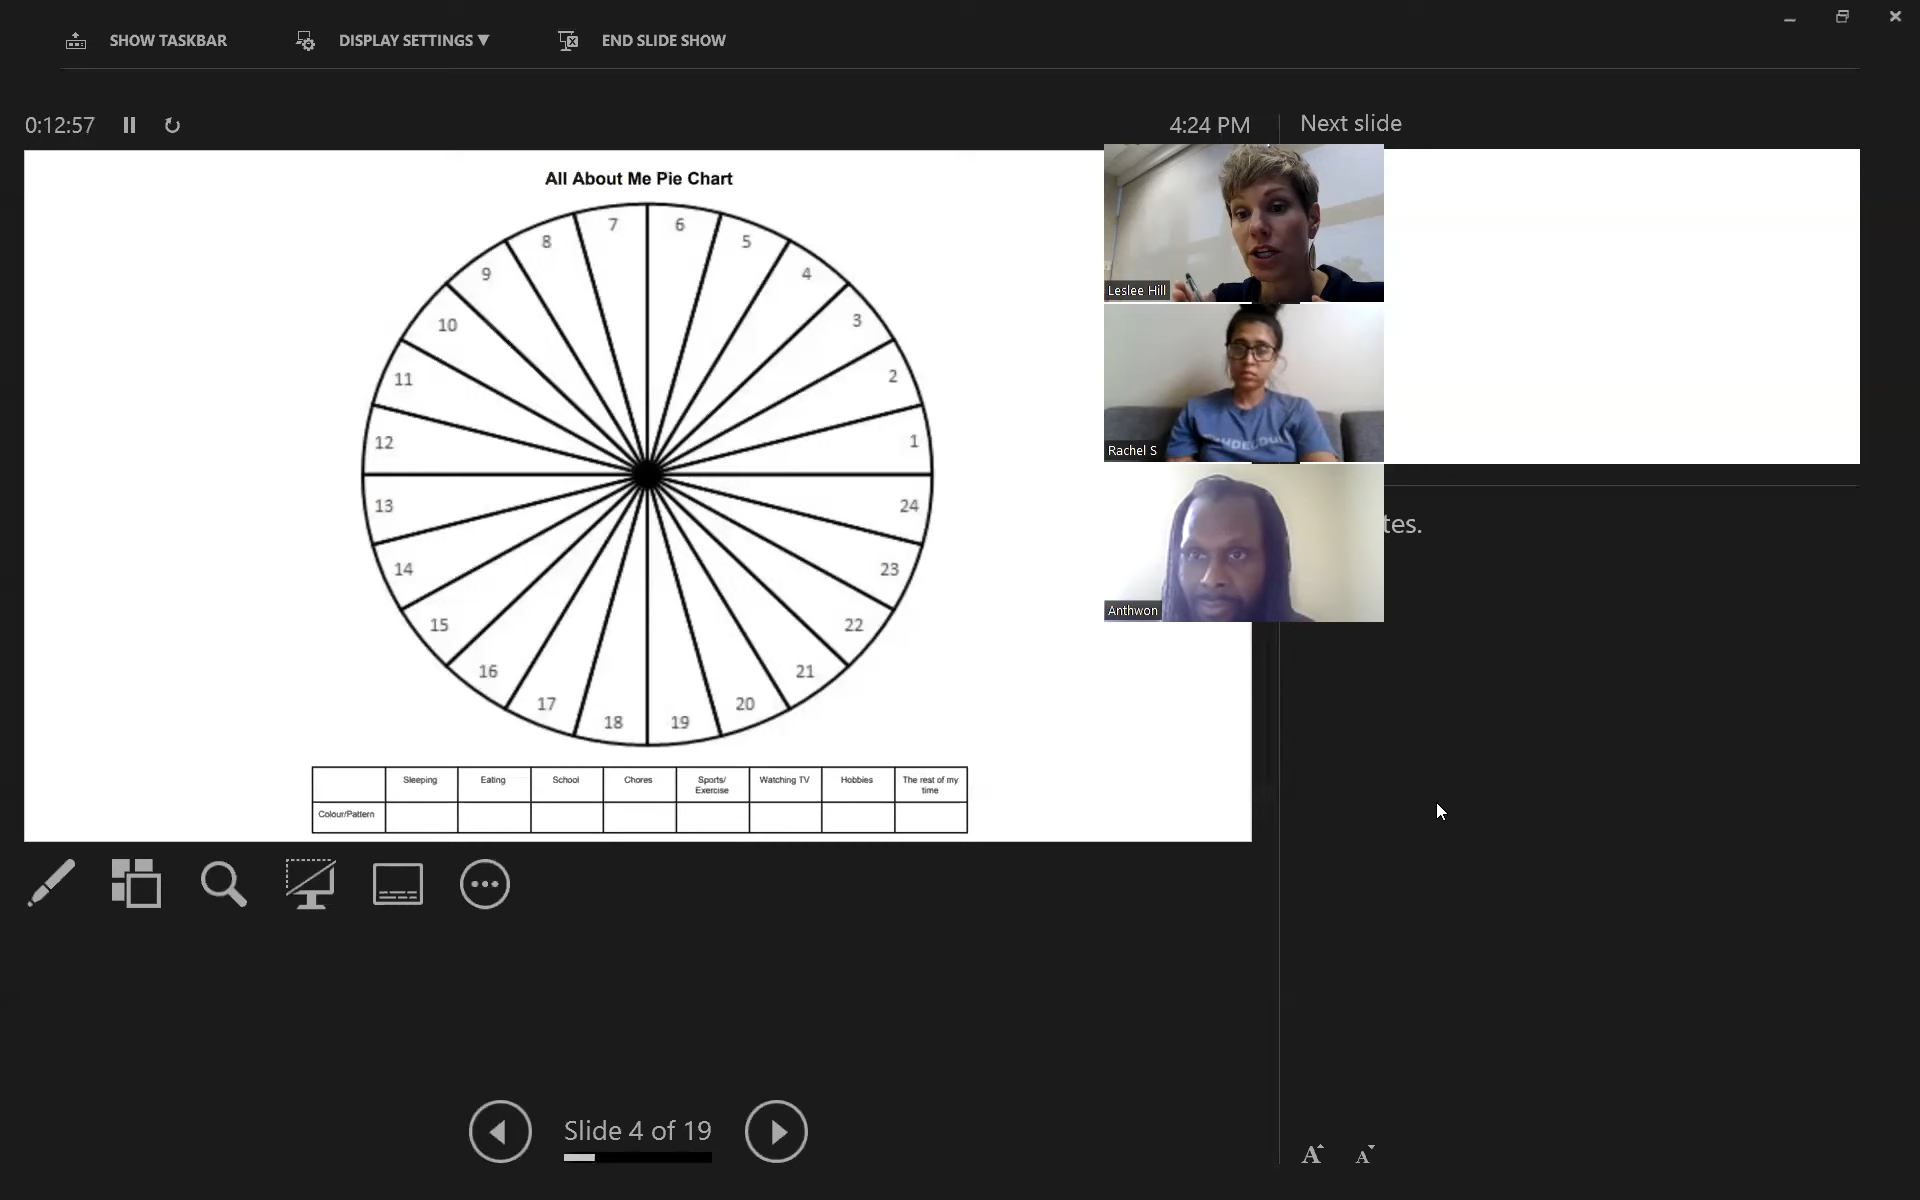 SHOW TASKBAR
DISPLAY SETTINGS ▼
END SLIDE SHOW
0:12:57
4:24 PM
Next slide
All About Me Pie Chart
7
6
8
5
9
4
10
3
11
2
12
1
13
24
14
23
15
22
16
21
17
20
18
19
Sleeping
Eating
School
Chores
Sports/
Exercise
Watching TV
Hobbies
The rest of my
time
Colour/Pattern
Leslee Hill
Rachel S
Anthwon
tes.
Slide 4 of 19
A
A